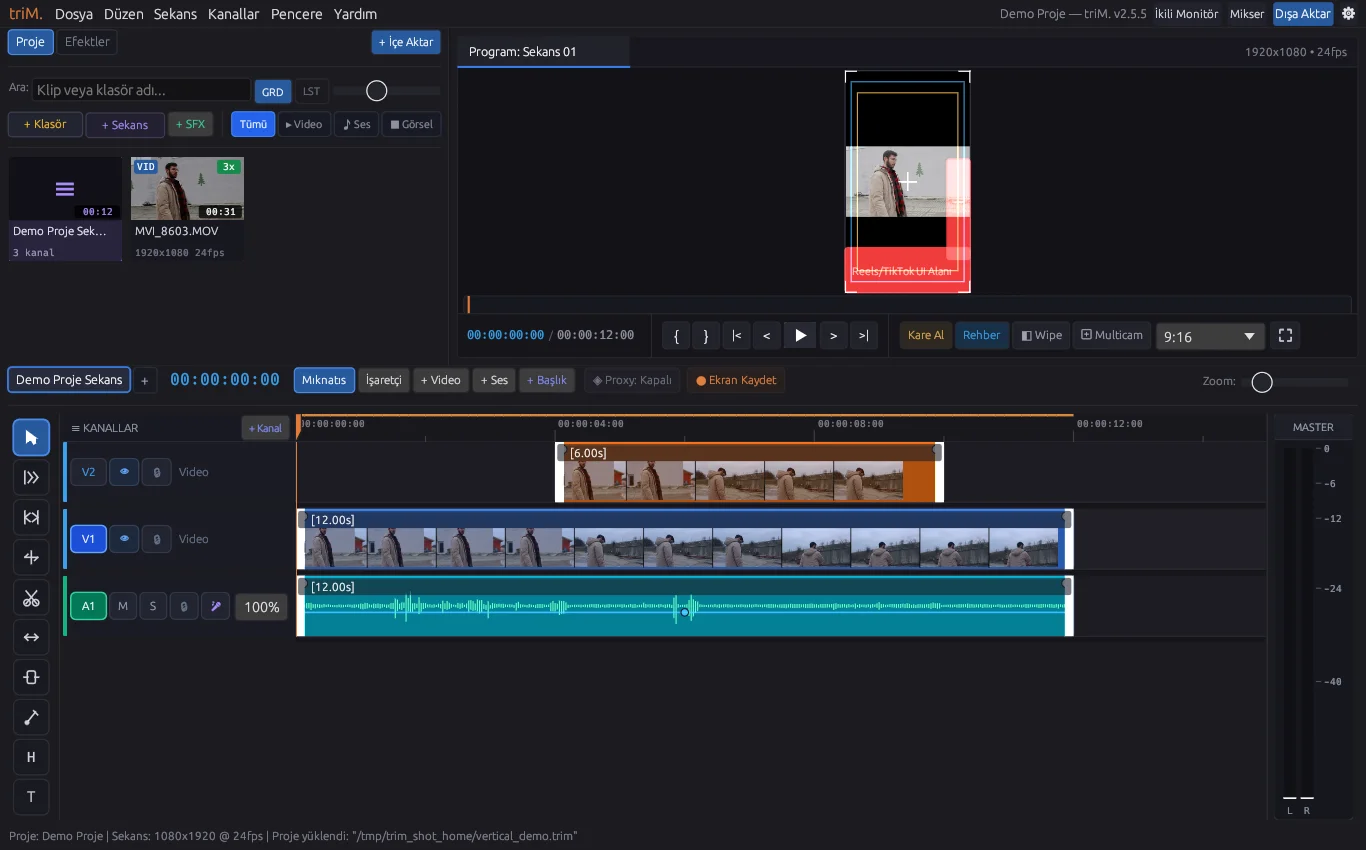 triM. Dosya Düzen Sekans Kanallar Pencere Yardım
Demo Proje — triM. v2.5.5 İkili Monitör Mikser Dışa Aktar
Proje Efektler + İçe Aktar
Ara: Klip veya klasör adı... GRD LST
+ Klasör + Sekans + SFX Tümü Video Ses Görsel
00:12
Demo Proje Sek...
3 kanal
VID 3x
00:31
MVI_8603.MOV
1920x1080 24fps
Program: Sekans 01
1920x1080 • 24fps
Reels/TikTok UI Alanı
00:00:00:00 / 00:00:12:00
{ } |< < > >|
Kare Al Rehber Wipe Multicam 9:16
Demo Proje Sekans + 00:00:00:00 Mıknatıs İşaretçi + Video + Ses + Başlık Proxy: Kapalı Ekran Kaydet
Zoom:
KANALLAR + Kanal
00:00:00:00 00:00:04:00 00:00:08:00 00:00:12:00
V2 Video
[6.00s]
V1 Video
[12.00s]
A1 M S 100%
[12.00s]
H
T
MASTER
-0
-6
-12
-24
-40
L R
Proje: Demo Proje | Sekans: 1080x1920 @ 24fps | Proje yüklendi: "/tmp/trim_shot_home/vertical_demo.trim"